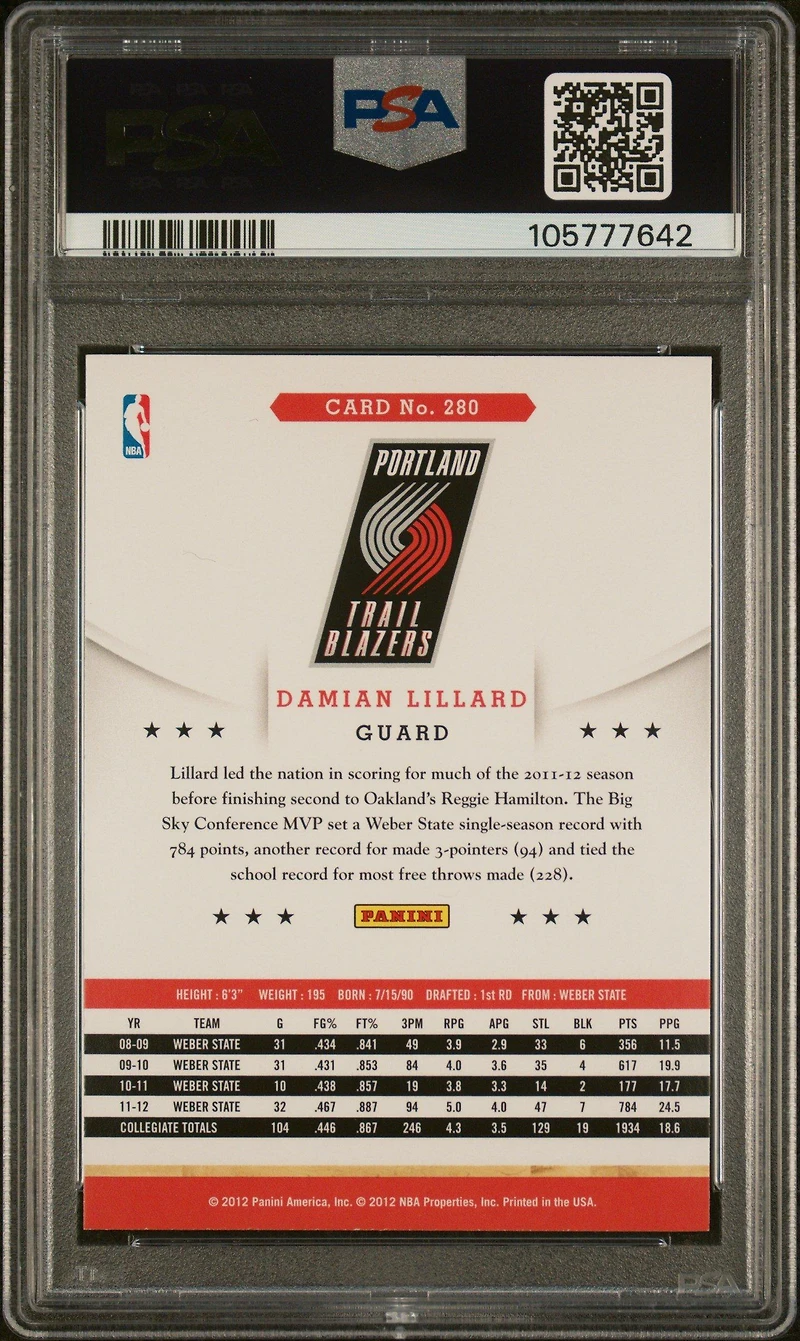 PSA
PSA
105777642
CARD No. 280
NBA
PORTLAND
TRAIL
BLAZERS
DAMIAN LILLARD
GUARD
Lillard led the nation in scoring for much of the 2011-12 season
before finishing second to Oakland's Reggie Hamilton. The Big
Sky Conference MVP set a Weber State single-season record with
784 points, another record for made 3-pointers (94) and tied the
school record for most free throws made (228).
PANINI
HEIGHT : 6'3" WEIGHT : 195 BORN : 7/15/90 DRAFTED : 1st RD FROM : WEBER STATE
YR TEAM G FG% FT% 3PM RPG APG STL BLK PTS PPG
08-09 WEBER STATE 31 .434 .841 49 3.9 2.9 33 6 356 11.5
09-10 WEBER STATE 31 .431 .853 84 4.0 3.6 35 4 617 19.9
10-11 WEBER STATE 10 .438 .857 19 3.8 3.3 14 2 177 17.7
11-12 WEBER STATE 32 .467 .887 94 5.0 4.0 47 7 784 24.5
COLLEGIATE TOTALS 104 .446 .867 246 4.3 3.5 129 19 1934 18.6
© 2012 Panini America, Inc. © 2012 NBA Properties, Inc. Printed in the USA.
PSA